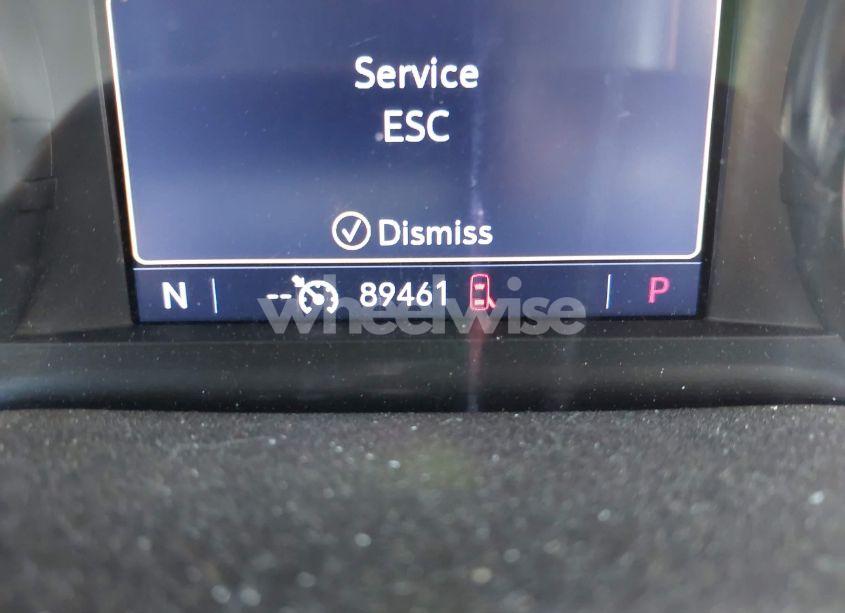 Service
ESC
Dismiss
N -- 89461 P
wheelwise